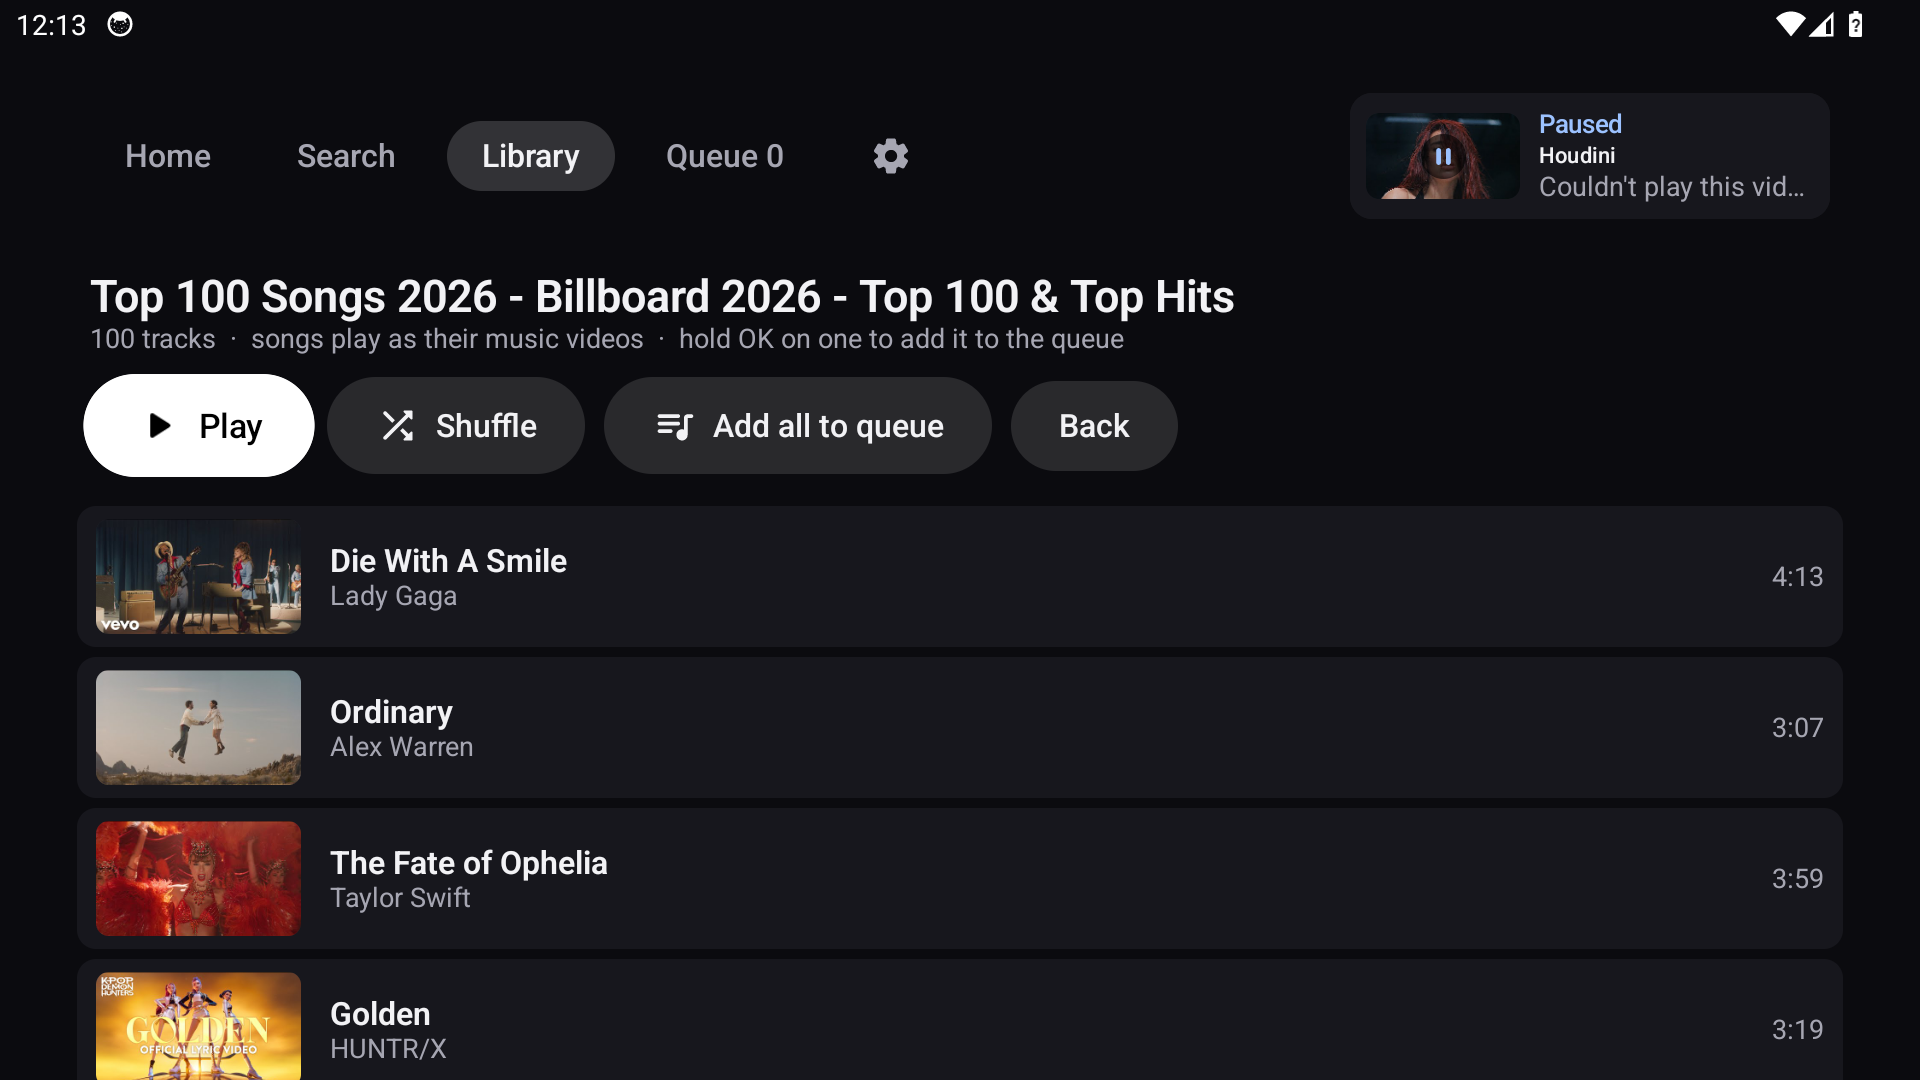 12:13
Home
Search
Library
Queue 0
Paused
Houdini
Couldn't play this vid...
Top 100 Songs 2026 - Billboard 2026 - Top 100 & Top Hits
100 tracks · songs play as their music videos · hold OK on one to add it to the queue
Play
Shuffle
Add all to queue
Back
vevo
Die With A Smile
Lady Gaga
4:13
Ordinary
Alex Warren
3:07
The Fate of Ophelia
Taylor Swift
3:59
K-POP
DEMON
HUNTERS
GOLDEN
OFFICIAL LYRIC VIDEO
Golden
HUNTR/X
3:19